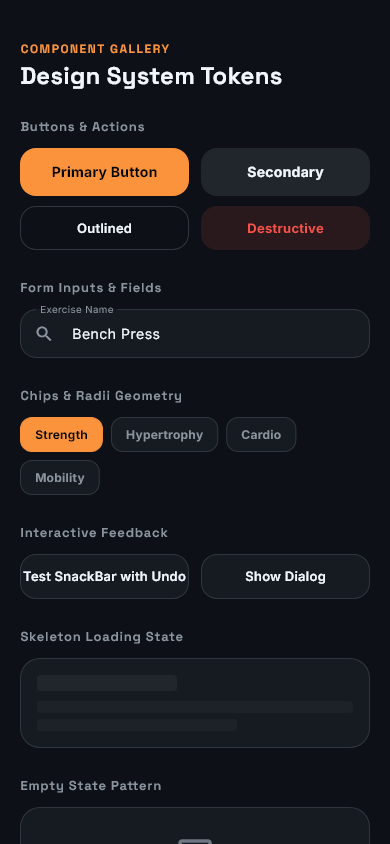 COMPONENT GALLERY
Design System Tokens
Buttons & Actions
Primary Button
Secondary
Outlined
Destructive
Form Inputs & Fields
Exercise Name
Bench Press
Chips & Radii Geometry
Strength
Hypertrophy
Cardio
Mobility
Interactive Feedback
Test SnackBar with Undo
Show Dialog
Skeleton Loading State
Empty State Pattern